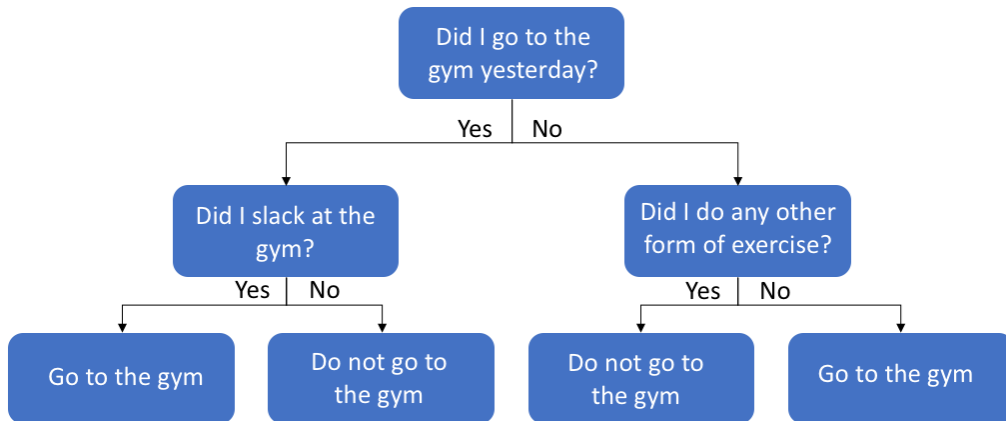 Did I go to the
gym yesterday?
Yes No
Did I slack at the
gym?
Did I do any other
form of exercise?
Yes No
Yes No
Go to the gym
Do not go to
the gym
Do not go to
the gym
Go to the gym